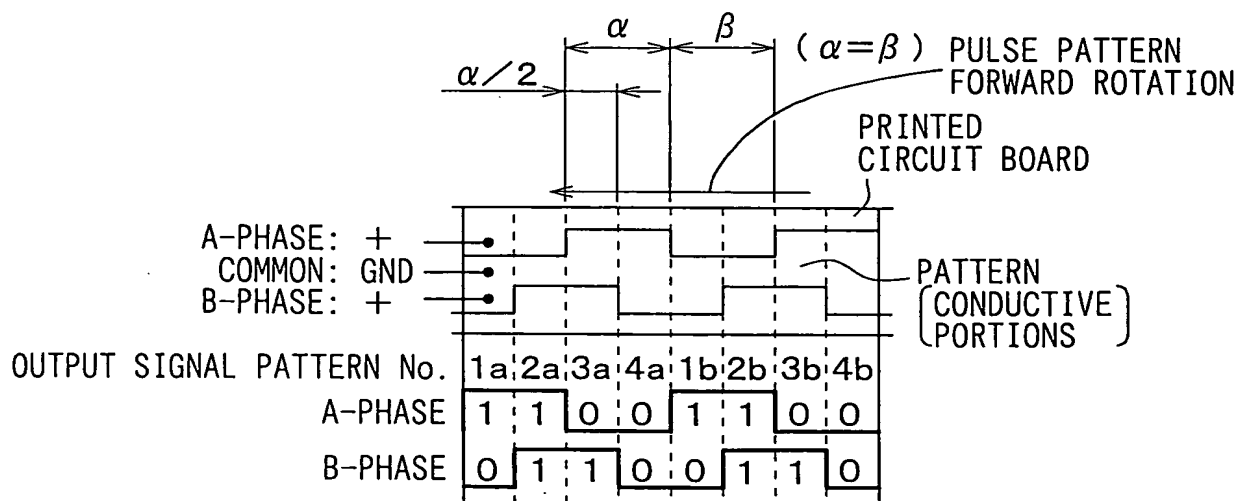 α β (α=β) PULSE PATTERN
α/2 FORWARD ROTATION
PRINTED
CIRCUIT BOARD
A-PHASE: +
COMMON: GND
B-PHASE: +
PATTERN
(CONDUCTIVE
PORTIONS)
OUTPUT SIGNAL PATTERN No. 1a 2a 3a 4a 1b 2b 3b 4b
A-PHASE 1 1 0 0 1 1 0 0
B-PHASE 0 1 1 0 0 1 1 0